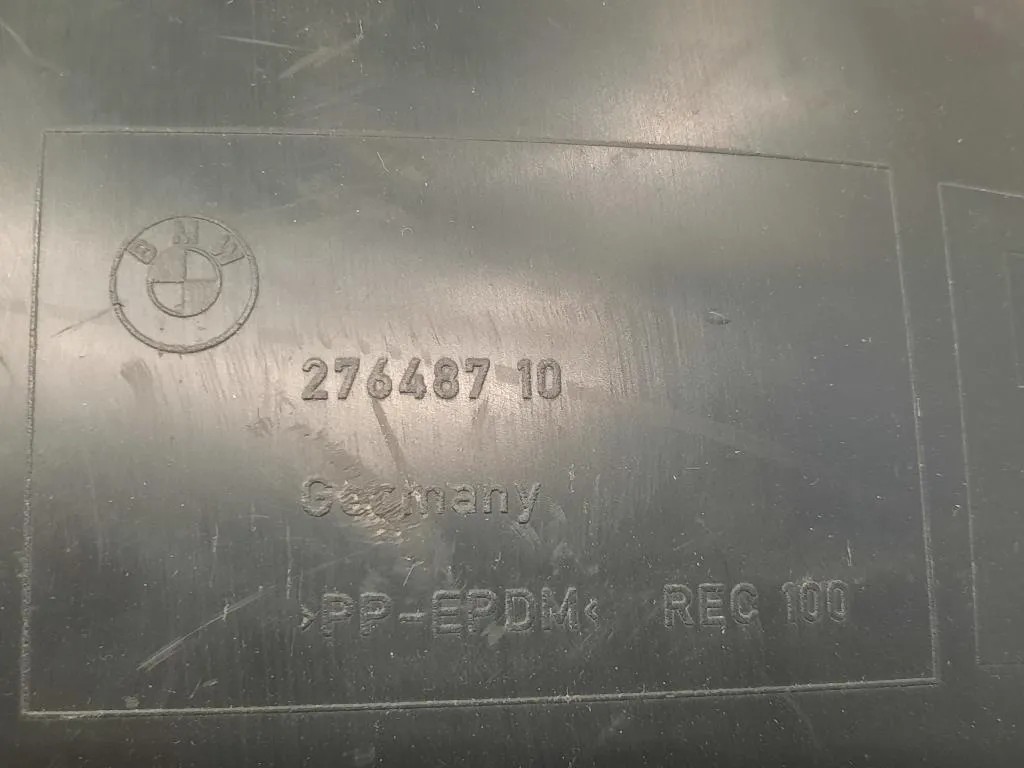 BMW
276487 10
Germany
>PP-EPDM< REC 100